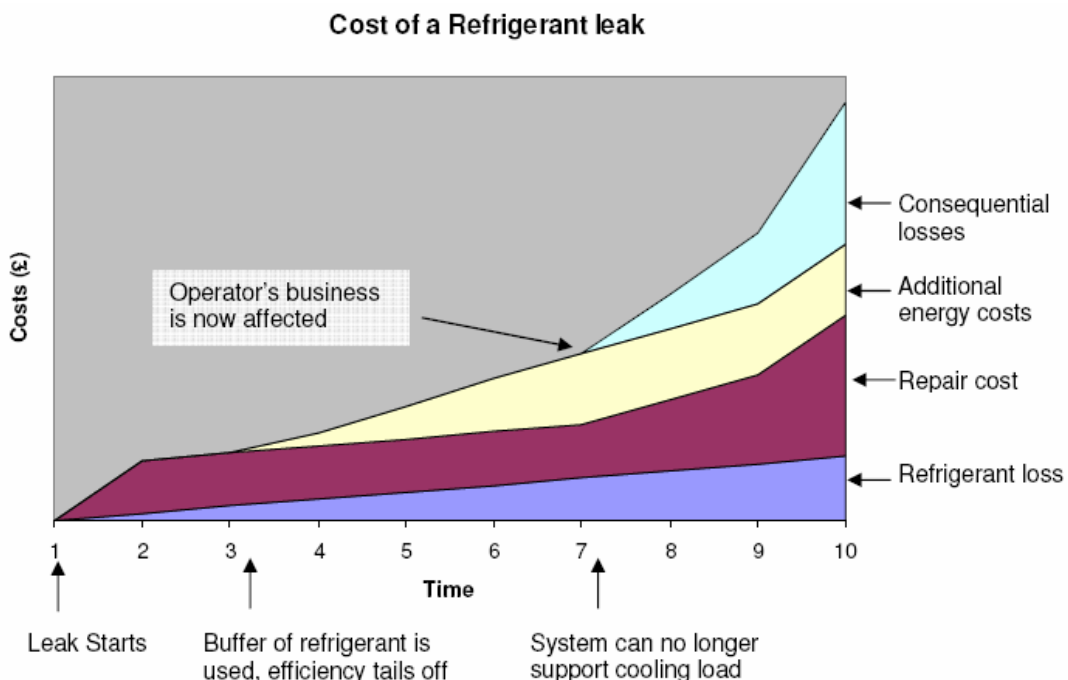 Cost of a Refrigerant leak
Costs (£)
Operator's business
is now affected
Consequential
losses
Additional
energy costs
Repair cost
Refrigerant loss
1 2 3 4 5 6 7 8 9 10
Time
Leak Starts
Buffer of refrigerant is
used, efficiency tails off
System can no longer
support cooling load